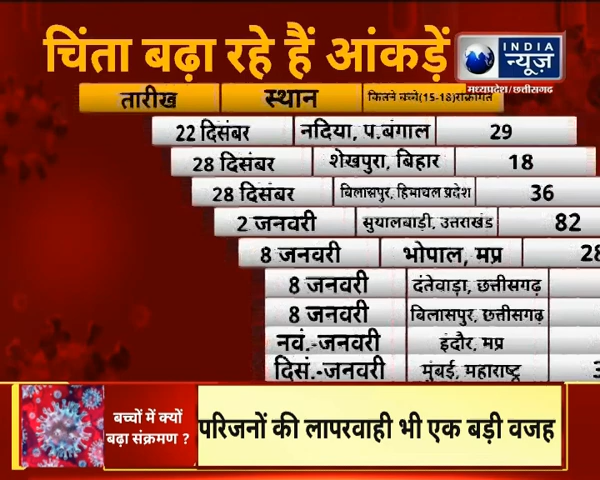 चिंता बढ़ा रहे हैं आंकड़ें
INDIA
न्यूज़
मध्यप्रदेश/छत्तीसगढ़
तारीख स्थान कितने बच्चे(15-18)संक्रमित
22 दिसंबर नदिया, प.बंगाल 29
28 दिसंबर शेखपुरा, बिहार 18
28 दिसंबर बिलासपुर, हिमाचल प्रदेश 36
2 जनवरी सुयालबाड़ी, उत्तराखंड 82
8 जनवरी भोपाल, मप्र 28
8 जनवरी दंतेवाड़ा, छत्तीसगढ़
8 जनवरी बिलासपुर, छत्तीसगढ़
नवं.-जनवरी इंदौर, मप्र
दिसं.-जनवरी मुंबई, महाराष्ट्र
बच्चों में क्यों
बढ़ा संक्रमण ?
परिजनों की लापरवाही भी एक बड़ी वजह